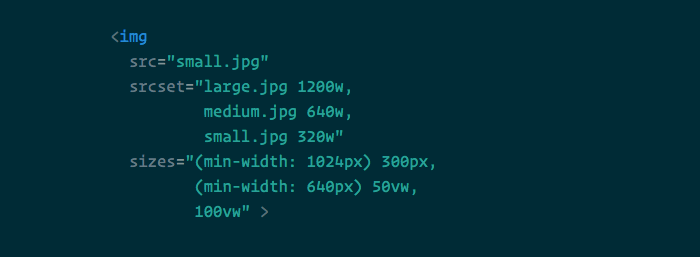 <img
src="small.jpg"
srcset="large.jpg 1200w,
medium.jpg 640w,
small.jpg 320w"
sizes="(min-width: 1024px) 300px,
(min-width: 640px) 50vw,
100vw" >